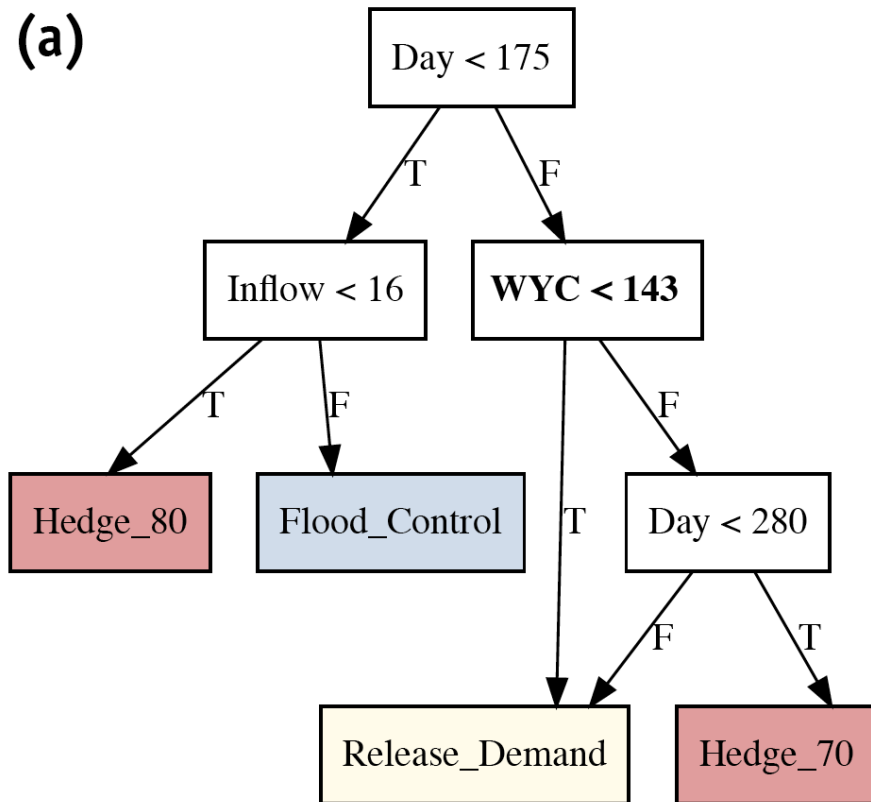 (a)
Day < 175
T
F
Inflow < 16
WYC < 143
T
F
F
Hedge_80
Flood_Control
T
Day < 280
F
T
Release_Demand
Hedge_70